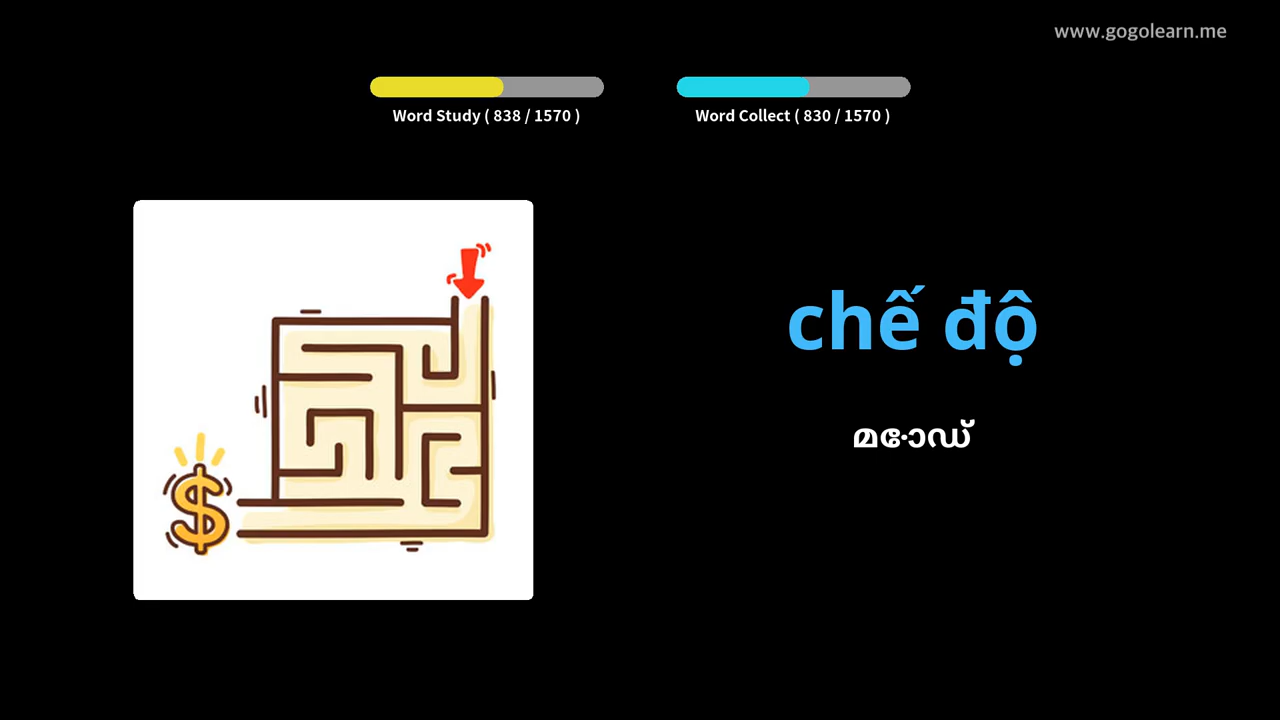 www.gogolearn.me
Word Study ( 838 / 1570 )
Word Collect ( 830 / 1570 )
$
chế độ
മോഡ്